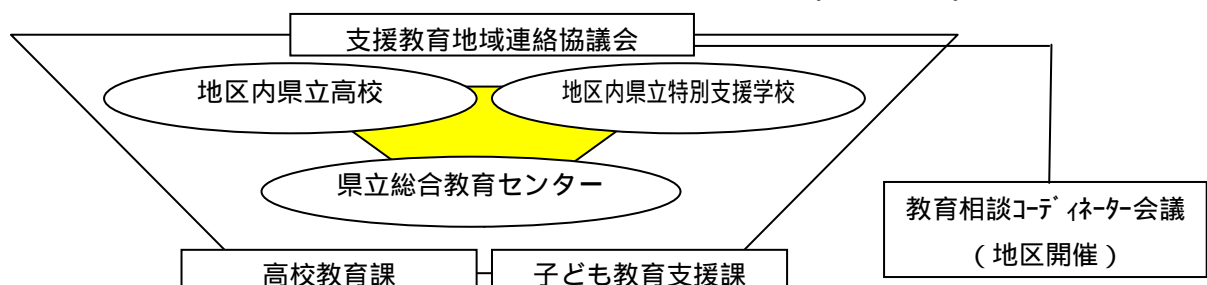 支援教育地域連絡協議会
地区内県立高校
地区内県立特別支援学校
県立総合教育センター
教育相談ｺｰﾃﾞｨﾈｰﾀｰ会議
（地区開催）
高校教育課
子ども教育支援課